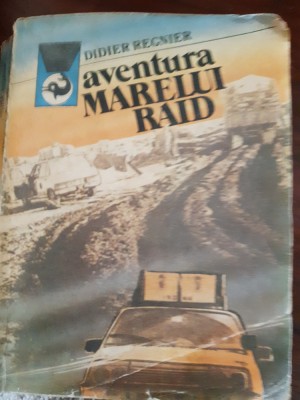 DIDIER REGNIER
aventura
MARELUI
RAID